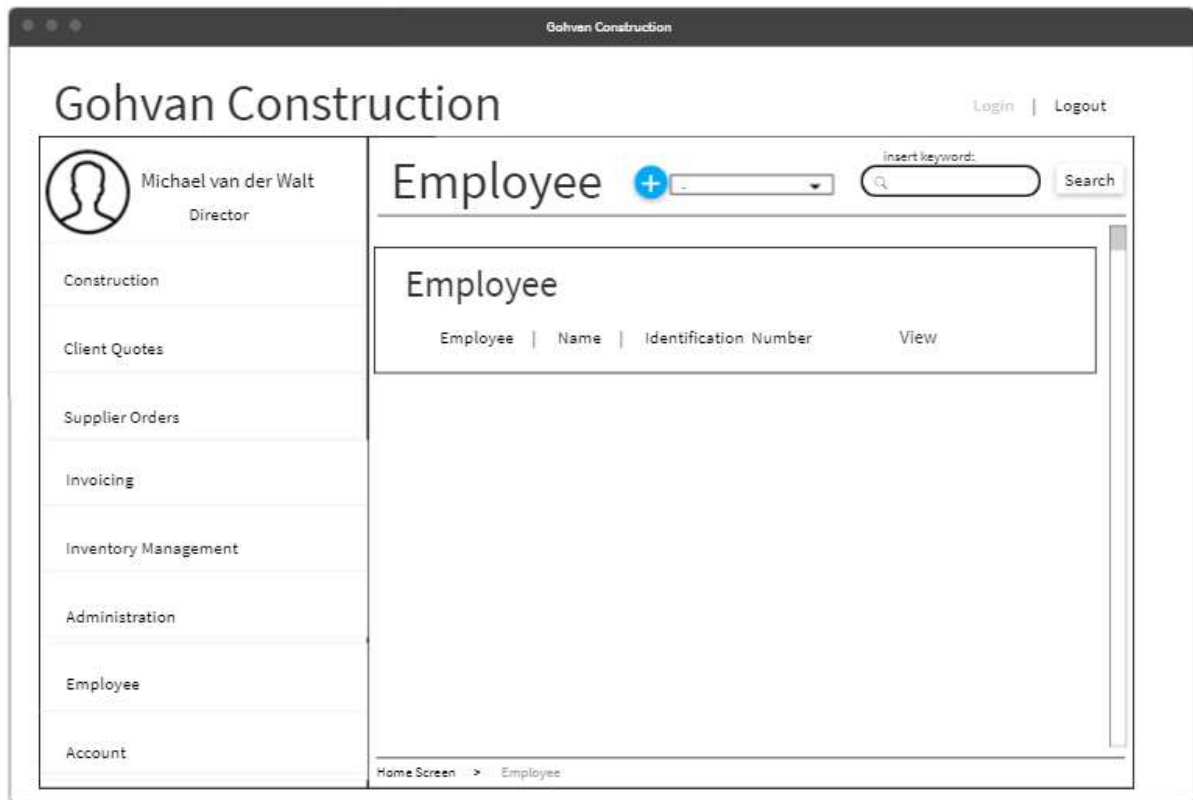 Gohvan Construction
Gohvan Construction
Login | Logout
Michael van der Walt
Director
Construction
Client Quotes
Supplier Orders
Invoicing
Inventory Management
Administration
Employee
Account
Employee
insert keyword:
Search
Employee
Employee | Name | Identification Number View
Home Screen > Employee